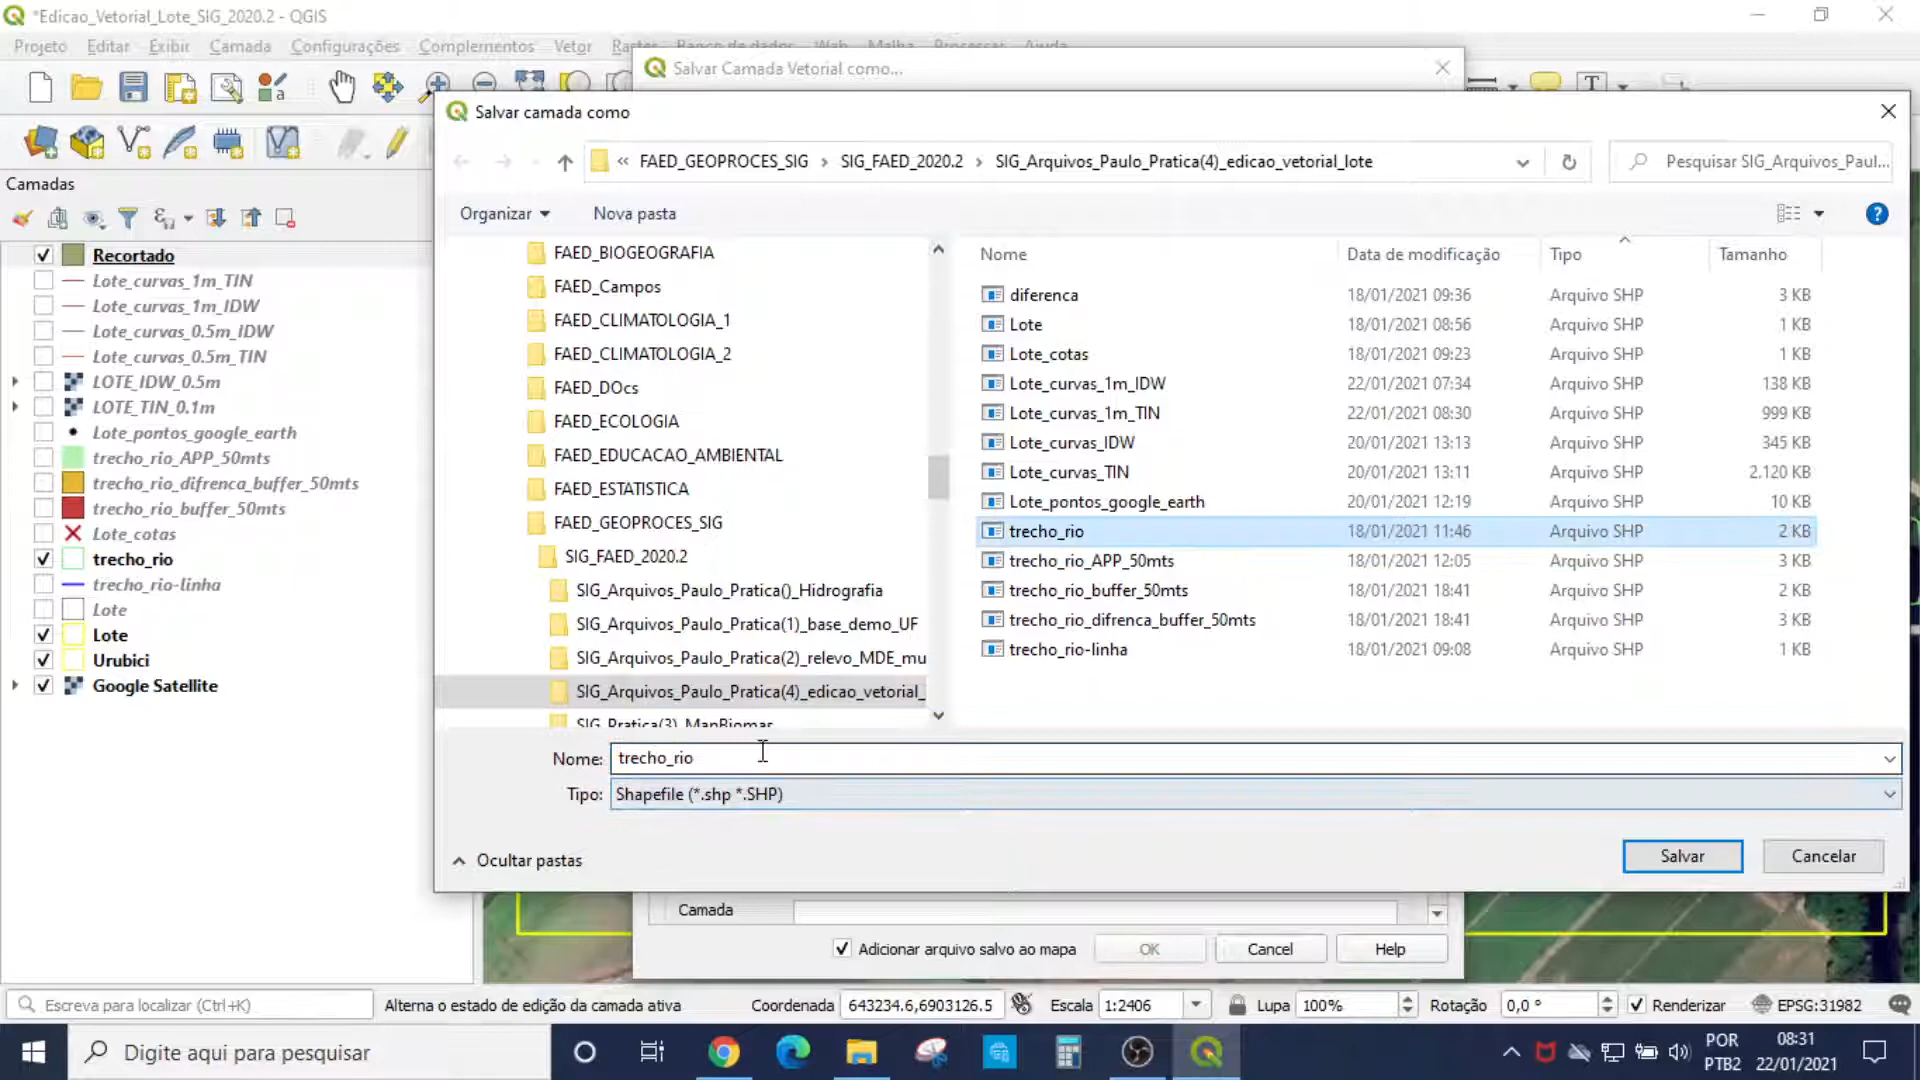 *Edicao_Vetorial_Lote_SIG_2020.2 - QGIS
Projeto Editar Exibir Camada Configurações Complementos Vetor Raster Banco de dados Web Malha Processar Ajuda
Salvar Camada Vetorial como...
Salvar camada como
« FAED_GEOPROCES_SIG › SIG_FAED_2020.2 › SIG_Arquivos_Paulo_Pratica(4)_edicao_vetorial_lote
Pesquisar SIG_Arquivos_Paul...
Organizar Nova pasta
Camadas
Recortado
Lote_curvas_1m_TIN
Lote_curvas_1m_IDW
Lote_curvas_0.5m_IDW
Lote_curvas_0.5m_TIN
LOTE_IDW_0.5m
LOTE_TIN_0.1m
Lote_pontos_google_earth
trecho_rio_APP_50mts
trecho_rio_difrenca_buffer_50mts
trecho_rio_buffer_50mts
Lote_cotas
trecho_rio
trecho_rio-linha
Lote
Lote
Urubici
Google Satellite
FAED_BIOGEOGRAFIA
FAED_Campos
FAED_CLIMATOLOGIA_1
FAED_CLIMATOLOGIA_2
FAED_DOcs
FAED_ECOLOGIA
FAED_EDUCACAO_AMBIENTAL
FAED_ESTATISTICA
FAED_GEOPROCES_SIG
SIG_FAED_2020.2
SIG_Arquivos_Paulo_Pratica()_Hidrografia
SIG_Arquivos_Paulo_Pratica(1)_base_demo_UF
SIG_Arquivos_Paulo_Pratica(2)_relevo_MDE_mu
SIG_Arquivos_Paulo_Pratica(4)_edicao_vetorial_
SIG_Pratica(3)_ManBiomas
Nome Data de modificação Tipo Tamanho
diferenca 18/01/2021 09:36 Arquivo SHP 3 KB
Lote 18/01/2021 08:56 Arquivo SHP 1 KB
Lote_cotas 18/01/2021 09:23 Arquivo SHP 1 KB
Lote_curvas_1m_IDW 22/01/2021 07:34 Arquivo SHP 138 KB
Lote_curvas_1m_TIN 22/01/2021 08:30 Arquivo SHP 999 KB
Lote_curvas_IDW 20/01/2021 13:13 Arquivo SHP 345 KB
Lote_curvas_TIN 20/01/2021 13:11 Arquivo SHP 2.120 KB
Lote_pontos_google_earth 20/01/2021 12:19 Arquivo SHP 10 KB
trecho_rio 18/01/2021 11:46 Arquivo SHP 2 KB
trecho_rio_APP_50mts 18/01/2021 12:05 Arquivo SHP 3 KB
trecho_rio_buffer_50mts 18/01/2021 18:41 Arquivo SHP 2 KB
trecho_rio_difrenca_buffer_50mts 18/01/2021 18:41 Arquivo SHP 3 KB
trecho_rio-linha 18/01/2021 09:08 Arquivo SHP 1 KB
Nome: trecho_rio
Tipo: Shapefile (*.shp *.SHP)
Ocultar pastas
Salvar Cancelar
Camada
Adicionar arquivo salvo ao mapa OK Cancel Help
Escreva para localizar (Ctrl+K) Alterna o estado de edição da camada ativa Coordenada 643234.6,6903126.5 Escala 1:2406 Lupa 100% Rotação 0,0 ° Renderizar EPSG:31982
Digite aqui para pesquisar
POR 08:31
PTB2 22/01/2021